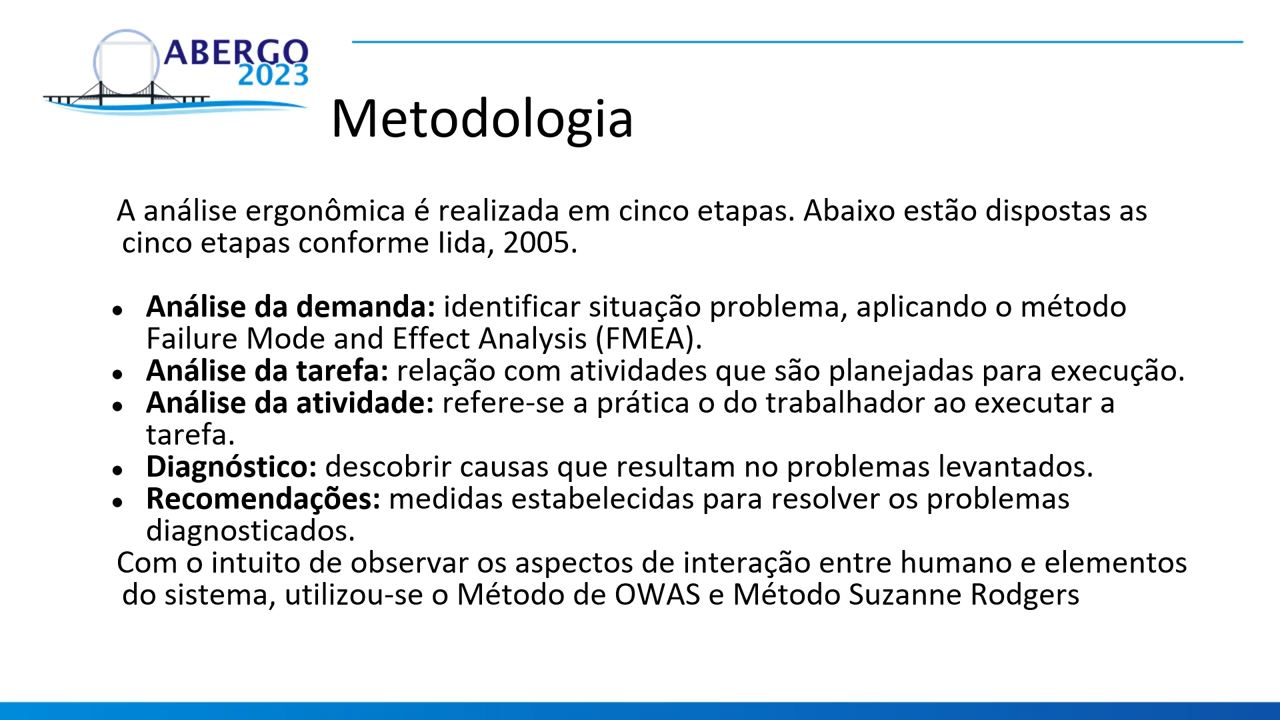 ABERGO
2023
Metodologia
A análise ergonômica é realizada em cinco etapas. Abaixo estão dispostas as
cinco etapas conforme Iida, 2005.
● Análise da demanda: identificar situação problema, aplicando o método
Failure Mode and Effect Analysis (FMEA).
● Análise da tarefa: relação com atividades que são planejadas para execução.
● Análise da atividade: refere-se a prática o do trabalhador ao executar a
tarefa.
● Diagnóstico: descobrir causas que resultam no problemas levantados.
● Recomendações: medidas estabelecidas para resolver os problemas
diagnosticados.
Com o intuito de observar os aspectos de interação entre humano e elementos
do sistema, utilizou-se o Método de OWAS e Método Suzanne Rodgers